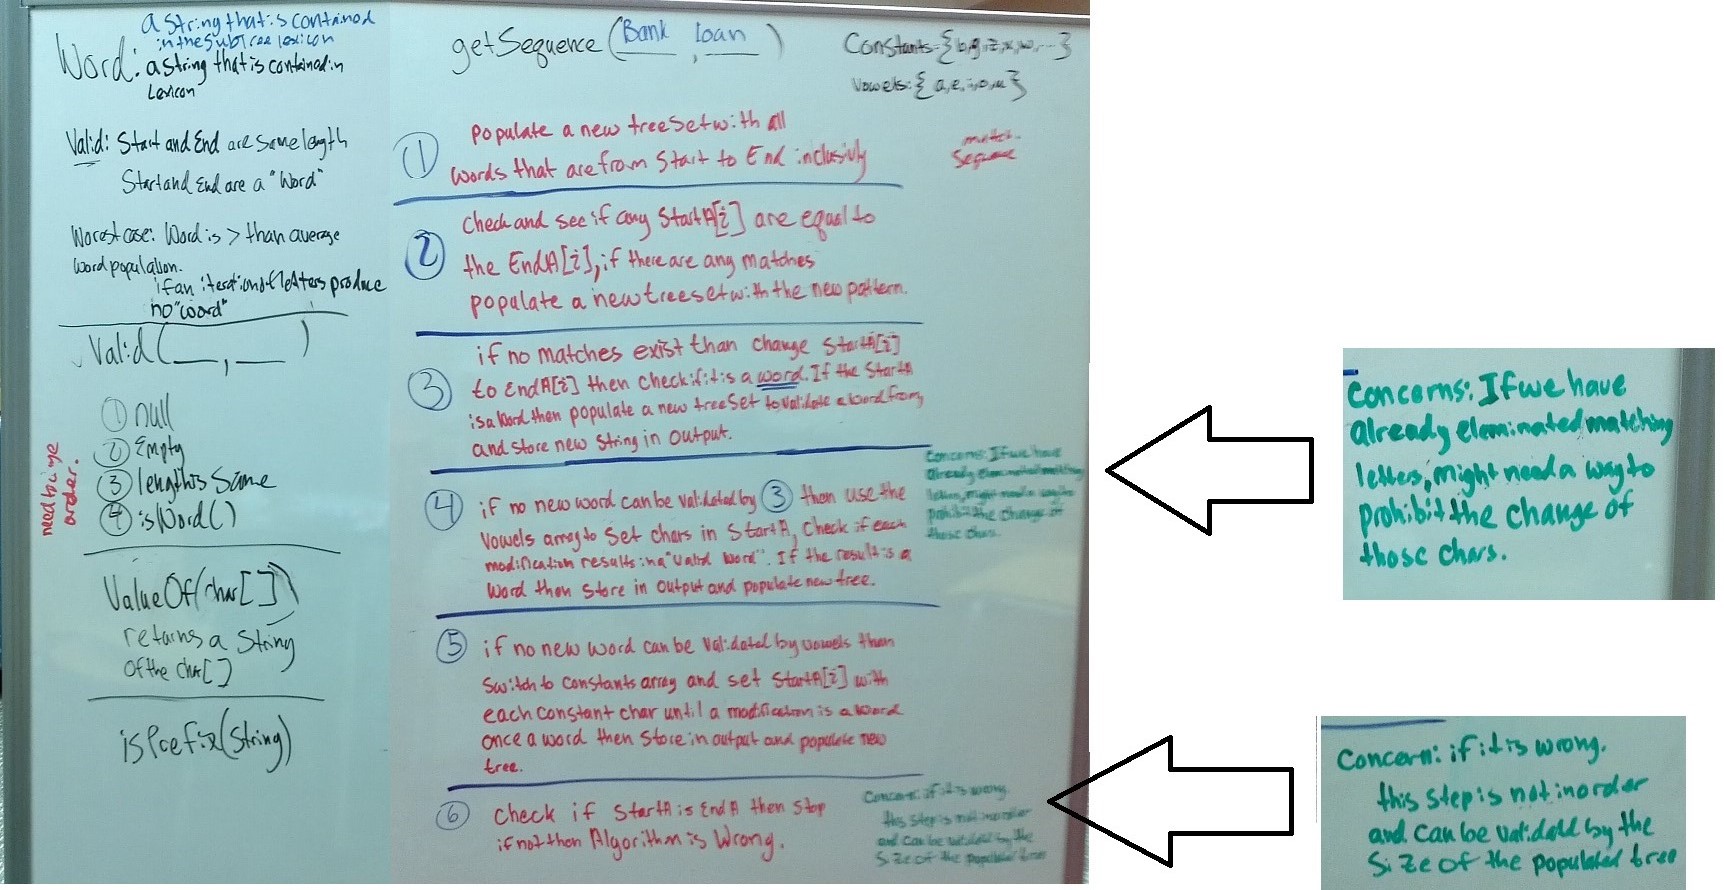 a String that is contained
in the SubTree lexicon
Word: a string that is contained in
Lexicon
Valid: Start and End are same length
Start and End are a "Word"
Worest case: Word is > than average
word population.
if an iterationof letters produce
no "word"
Valid(___, ___)
① null
② Empty
③ length is Same
④ isWord()
need to be
order.
ValueOf(char[])
returns a String
Of the char[]
isPrefix(String)
getSequence(Bank, loan)
Constants-{b,g,z,x,w,...}
Vowels:{a,e,i,o,u}
match.
Sequence
① populate a new treeSet with all
words that are from Start to End inclusivly
② Check and see if any StartA[i] are equal to
the EndA[i], if there are any matches
populate a new treeset with the new pattern.
③ if no matches exist than change StartA[i]
to EndA[i] then check if it is a word. If the StartA
is a Word then populate a new treeSet to validate a word from
and store new String in output.
④ if no new word can be validated by ③ then use the
Vowels array to set chars in StartA, Check if each
modification results in a "Valid Word". If the result is a
Word then store in output and populate new tree.
⑤ if no new word can be validated by vowels then
switch to constants array and set StartA[i] with
each constant char until a modification is a word
once a word then Store in output and populate new
tree.
⑥ check if StartA is EndA then stop
if not then Algorithm is Wrong.
Concerns: If we have
Already eleminated matching
letters, might need a way to
prohibit the change of
those chars.
Concern: if it is wrong.
this step is not in order
and can be validated by the
Size of the populated tree
Concerns: If we have
Already eleminated matching
letters, might need a way to
prohibit the change of
those chars.
Concern: if it is wrong.
this step is not in order
and can be validated by the
Size of the populated tree